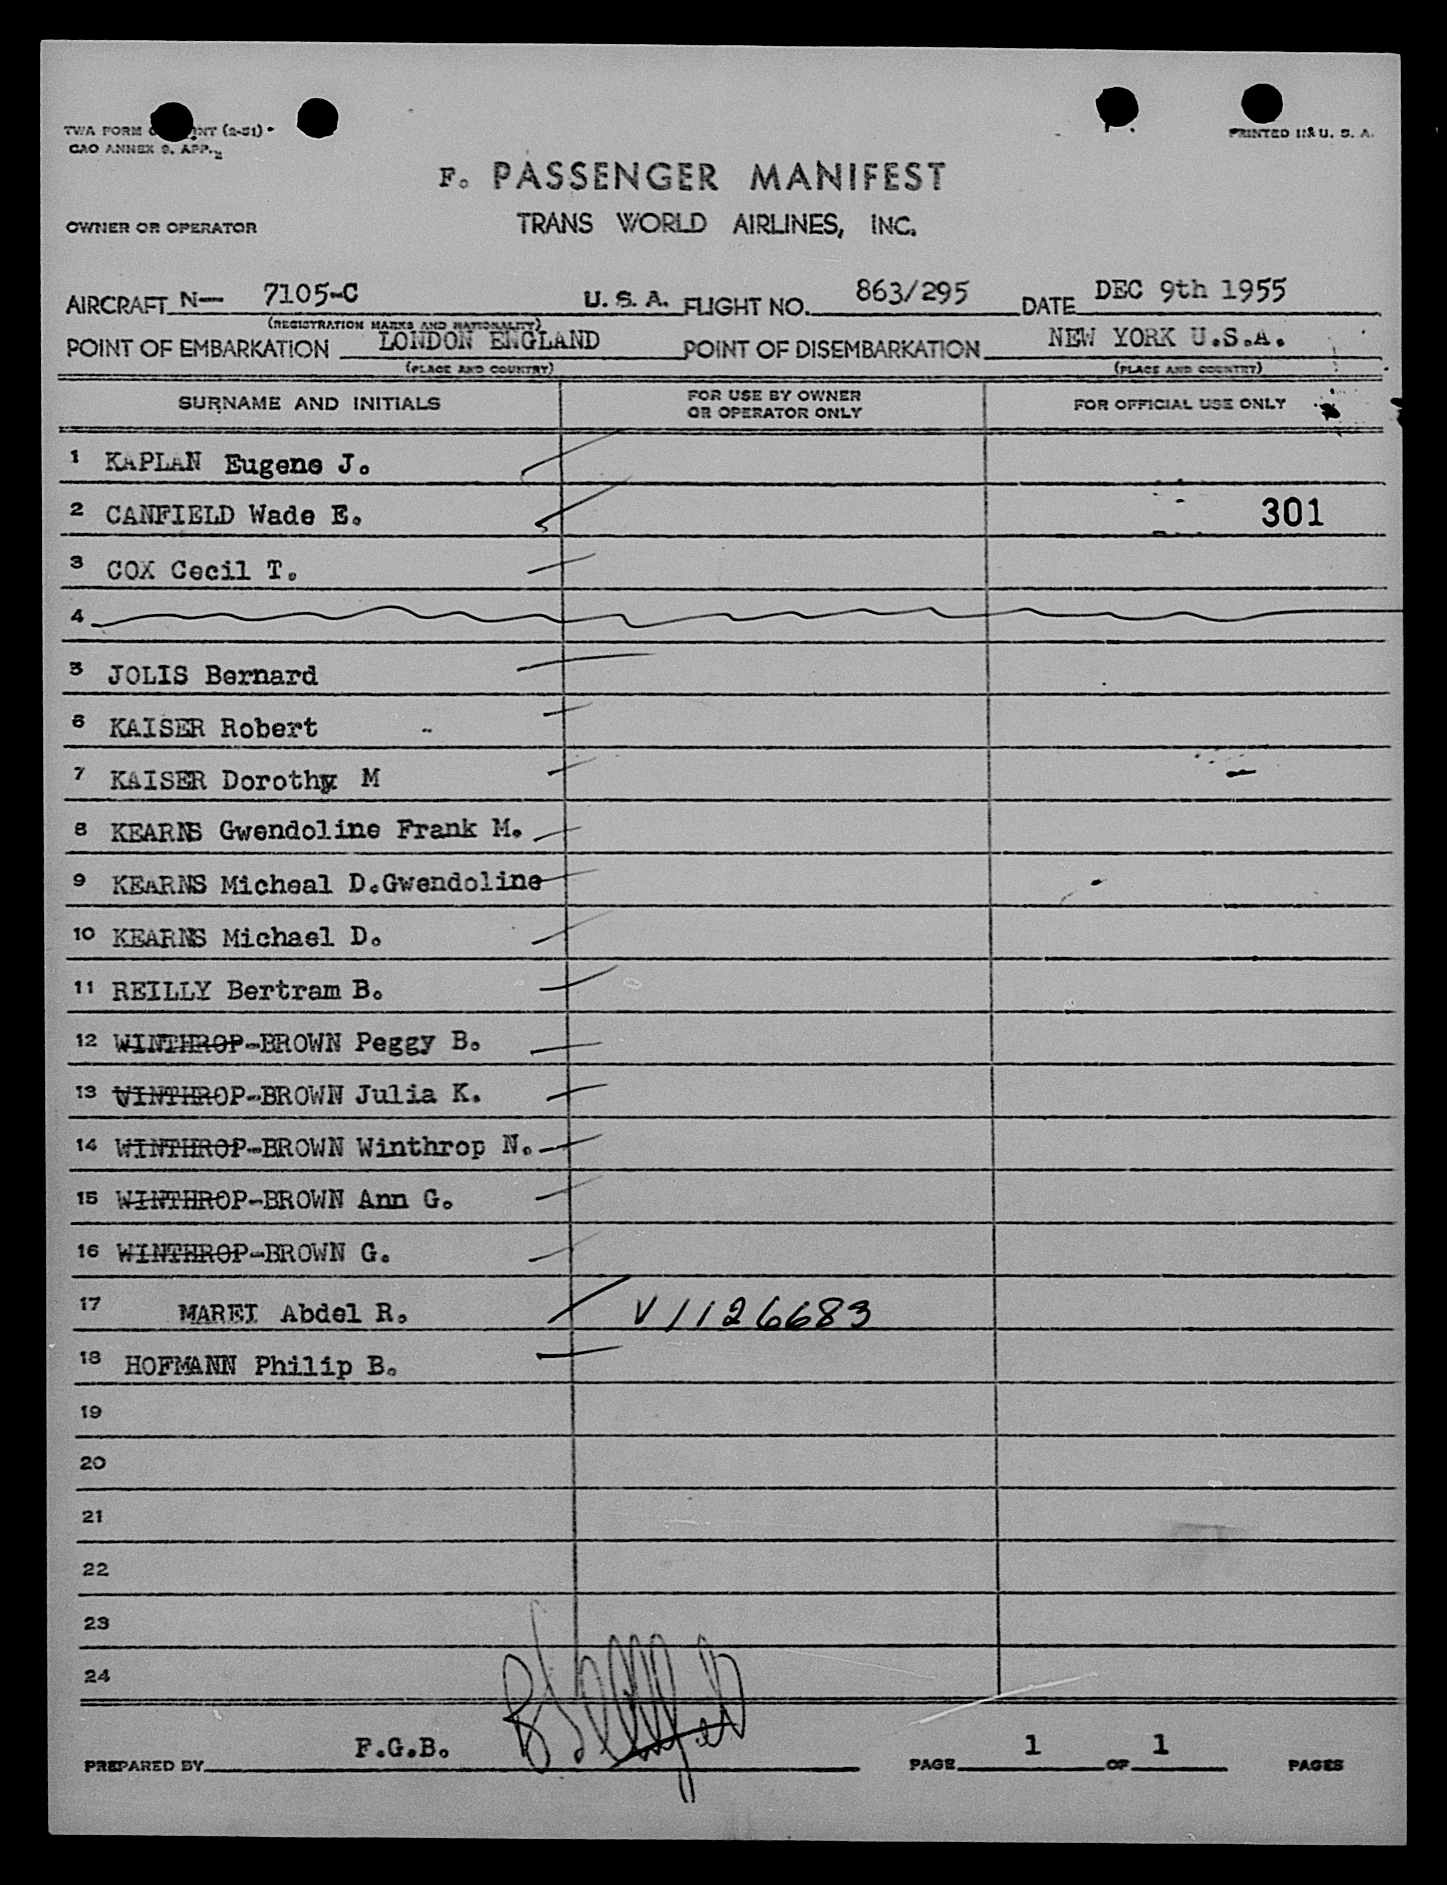 TWA FORM INT (2-51)
CAO ANNEX 9, APP. 2
PRINTED IN U. S. A.
F. PASSENGER MANIFEST
OWNER OR OPERATOR TRANS WORLD AIRLINES, INC.
AIRCRAFT N— 7105-C U. S. A. FLIGHT NO. 863/295 DATE DEC 9th 1955
(REGISTRATION MARKS AND NATIONALITY)
POINT OF EMBARKATION LONDON ENGLAND POINT OF DISEMBARKATION NEW YORK U.S.A.
(PLACE AND COUNTRY) (PLACE AND COUNTRY)
SURNAME AND INITIALS FOR USE BY OWNER OR OPERATOR ONLY FOR OFFICIAL USE ONLY
1 KAPLAN Eugene J.
2 CANFIELD Wade E. 301
3 COX Cecil T.
4
5 JOLIS Bernard
6 KAISER Robert
7 KAISER Dorothy M
8 KEARNS Gwendoline Frank M.
9 KEARNS Micheal D.Gwendoline
10 KEARNS Michael D.
11 REILLY Bertram B.
12 WINTHROP-BROWN Peggy B.
13 WINTHROP-BROWN Julia K.
14 WINTHROP-BROWN Winthrop N.
15 WINTHROP-BROWN Ann G.
16 WINTHROP-BROWN G.
17 MAREI Abdel R. V1126683
18 HOFMANN Philip B.
19
20
21
22
23
24
PREPARED BY F.G.B. PAGE 1 OF 1 PAGES